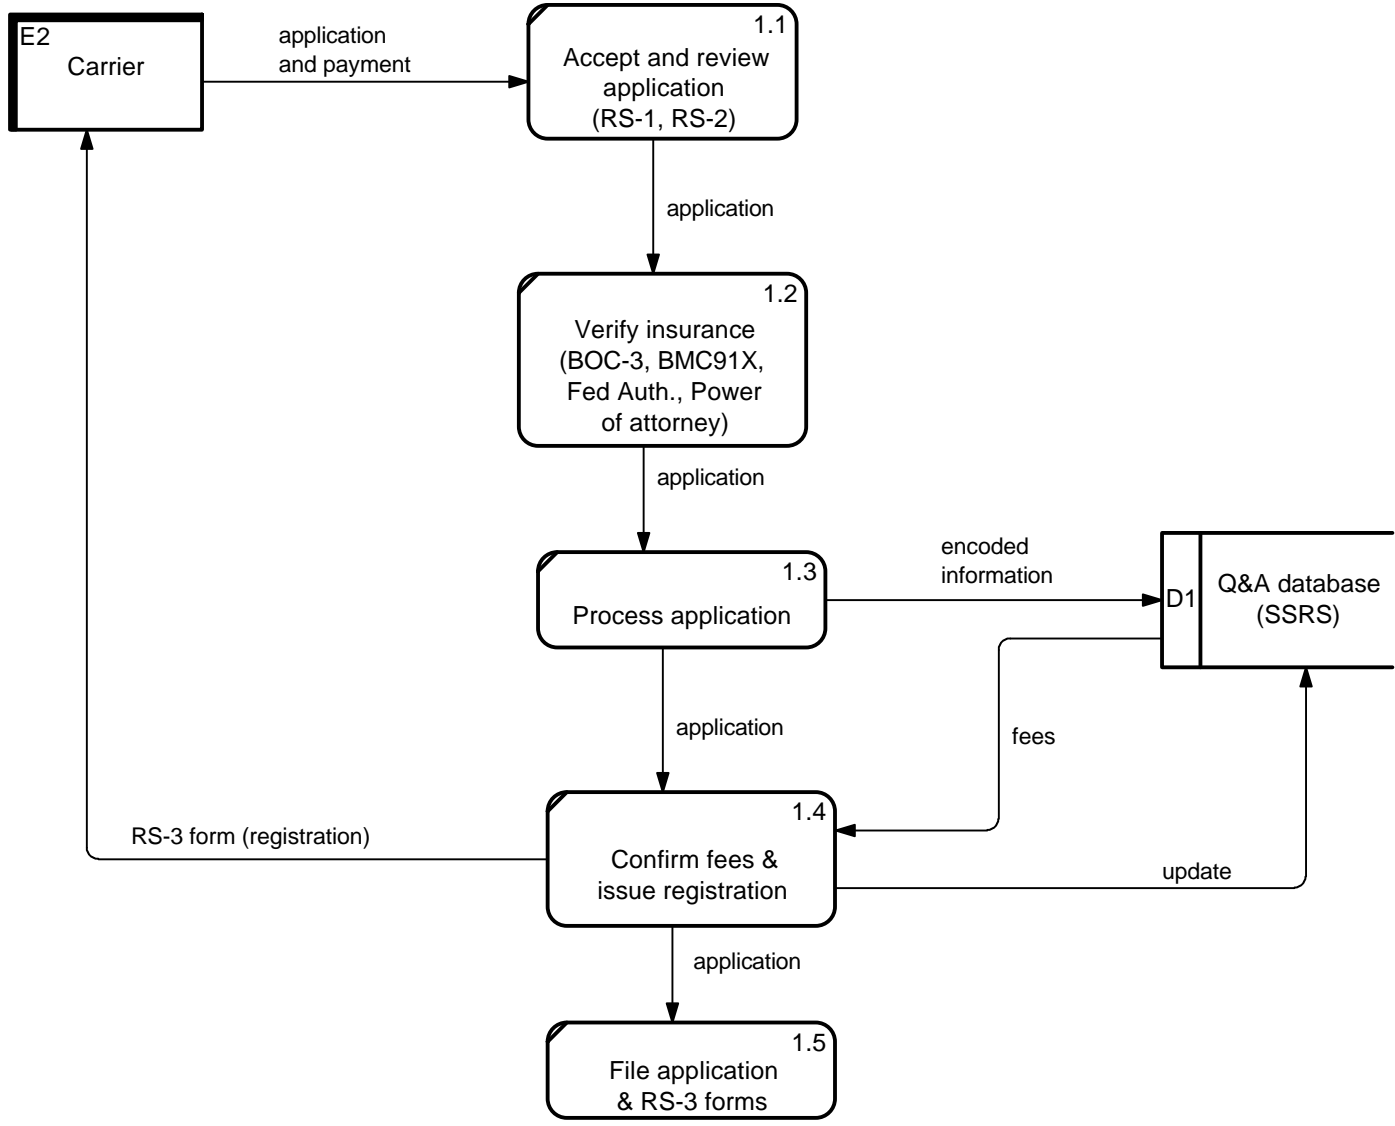 E2
Carrier
application
and payment
1.1
Accept and review
application
(RS-1, RS-2)
application
1.2
Verify insurance
(BOC-3, BMC91X,
Fed Auth., Power
of attorney)
application
1.3
Process application
encoded
information
D1
Q&A database
(SSRS)
application
fees
1.4
Confirm fees &
issue registration
RS-3 form (registration)
update
application
1.5
File application
& RS-3 forms